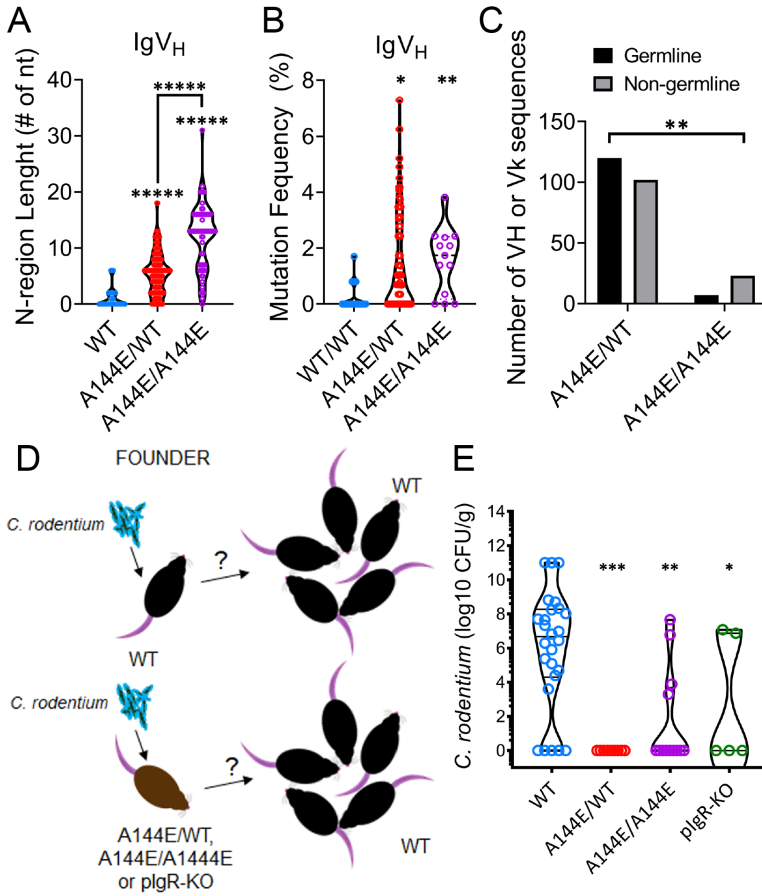 A
IgVH
N-region Lenght (# of nt)
40
30
20
10
0
*****
*****
*****
WT
A144E/WT
A144E/A144E
B
IgVH
Mutation Fequency (%)
8
6
4
2
0
*
**
WT/WT
A144E/WT
A144E/A144E
C
Germline
Non-germline
Number of VH or Vk sequences
150
100
50
0
**
A144E/WT
A144E/A144E
D
FOUNDER
C. rodentium
?
WT
WT
C. rodentium
?
A144E/WT,
A144E/A1444E
or pIgR-KO
WT
E
C. rodentium (log10 CFU/g)
14
12
10
8
6
4
2
0
***
**
*
WT
A144E/WT
A144E/A144E
pIgR-KO